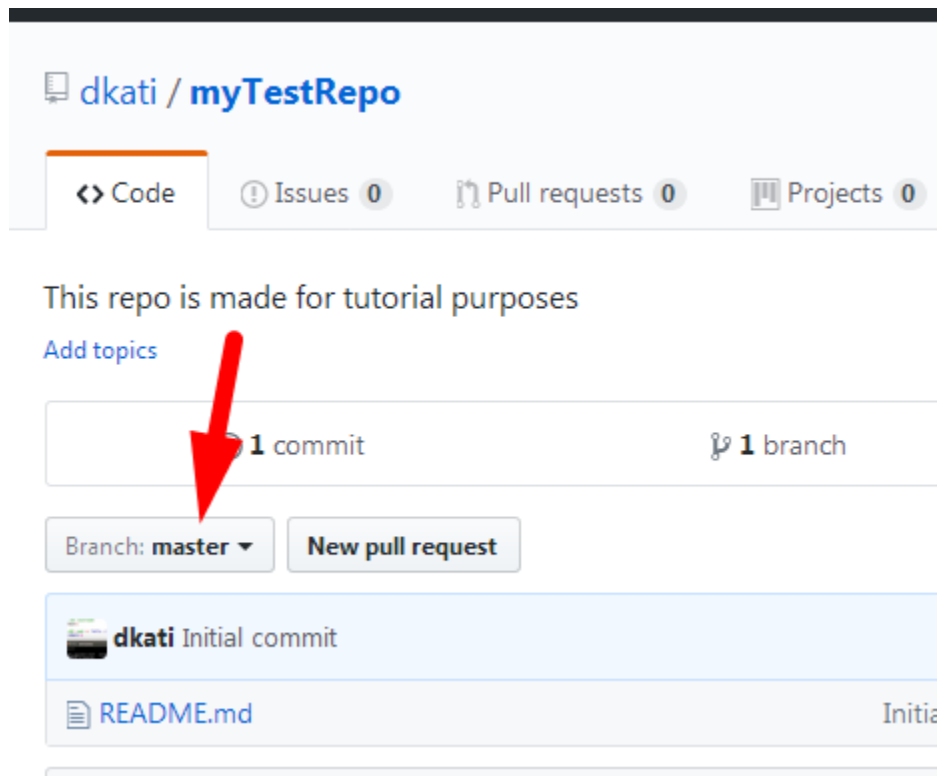 dkati / myTestRepo
Code Issues 0 Pull requests 0 Projects 0
This repo is made for tutorial purposes
Add topics
1 commit 1 branch
Branch: master New pull request
dkati Initial commit
README.md Initia